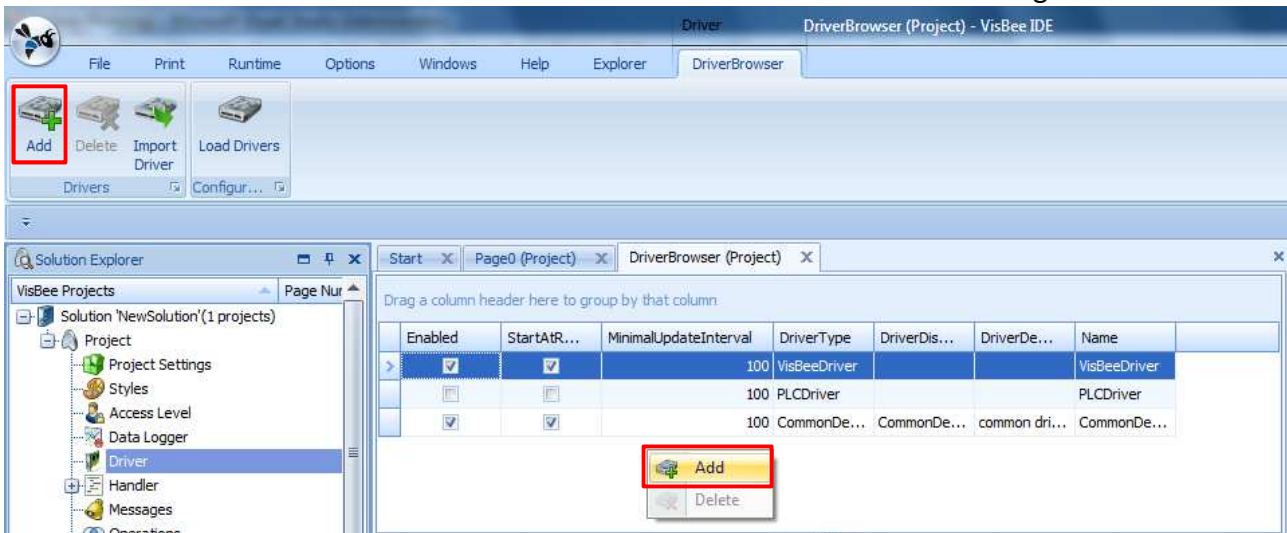 Driver DriverBrowser (Project) - VisBee IDE
File Print Runtime Options Windows Help Explorer DriverBrowser
Add Delete Import Driver Load Drivers
Drivers Configur...
Solution Explorer
Start Page0 (Project) DriverBrowser (Project)
VisBee Projects Page Nur
Drag a column header here to group by that column
Solution 'NewSolution'(1 projects)
Enabled StartAtR... MinimalUpdateInterval DriverType DriverDis... DriverDe... Name
Project
100 VisBeeDriver VisBeeDriver
Project Settings
100 PLCDriver PLCDriver
Styles
100 CommonDe... CommonDe... common dri... CommonDe...
Access Level
Data Logger
Driver
Add
Handler
Delete
Messages
Operations